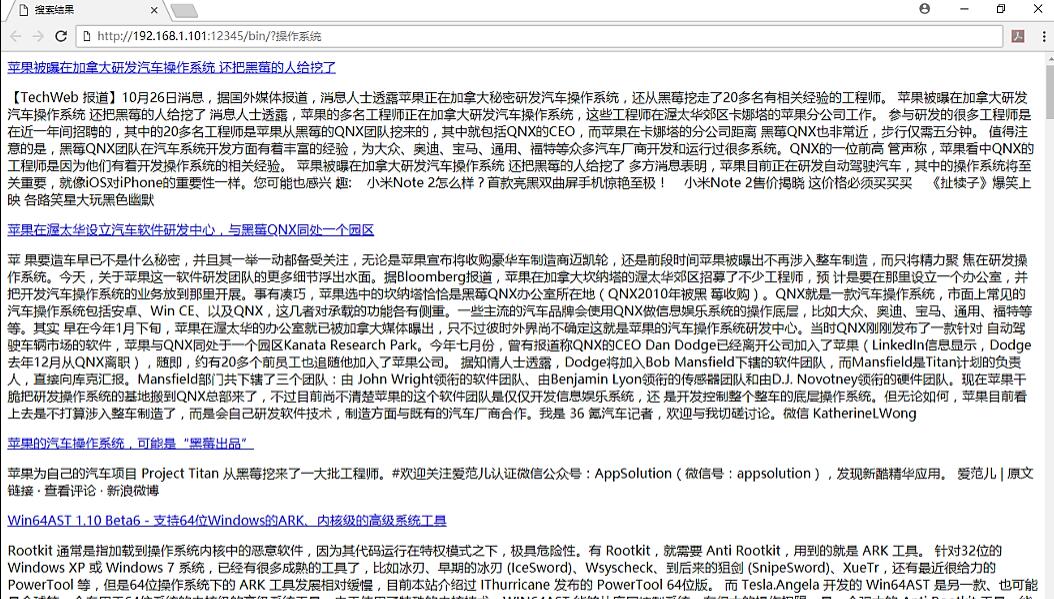 搜索结果
http://192.168.1.101:12345/bin/?操作系统
苹果被曝在加拿大研发汽车操作系统 还把黑莓的人给挖了
【TechWeb 报道】10月26日消息，据国外媒体报道，消息人士透露苹果正在加拿大秘密研发汽车操作系统，还从黑莓挖走了20多名有相关经验的工程师。 苹果被曝在加拿大研发
汽车操作系统 还把黑莓的人给挖了 消息人士透露，苹果的多名工程师正在加拿大研发汽车操作系统，这些工程师在渥太华郊区卡娜塔的苹果分公司工作。 参与研发的很多工程师是
在近一年间招聘的，其中的20多名工程师是苹果从黑莓的QNX团队挖来的，其中就包括QNX的CEO，而苹果在卡娜塔的分公司距离 黑莓QNX也非常近，步行仅需五分钟。 值得注
意的是，黑莓QNX团队在汽车系统开发方面有着丰富的经验，为大众、奥迪、宝马、通用、福特等众多汽车厂商开发和运行过很多系统。QNX的一位前高 管声称，苹果看中QNX的
工程师是因为他们有着开发操作系统的相关经验。 苹果被曝在加拿大研发汽车操作系统 还把黑莓的人给挖了 多方消息表明，苹果目前正在研发自动驾驶汽车，其中的操作系统将至
关重要，就像iOS对iPhone的重要性一样。您可能也感兴 趣: 小米Note 2怎么样？首款亮黑双曲屏手机惊艳至极！ 小米Note 2售价揭晓 这价格必须买买买 《扯犊子》爆笑上
映 各路笑星大玩黑色幽默
苹果在渥太华设立汽车软件研发中心，与黑莓QNX同处一个园区
苹 果要造车早已不是什么秘密，并且其一举一动都备受关注，无论是苹果宣布将收购豪华车制造商迈凯轮，还是前段时间苹果被曝出不再涉入整车制造，而只将精力聚 焦在研发操
作系统。今天，关于苹果这一软件研发团队的更多细节浮出水面。据Bloomberg报道，苹果在加拿大坎纳塔的渥太华郊区招募了不少工程师，预 计是要在那里设立一个办公室，并
把开发汽车操作系统的业务放到那里开展。事有凑巧，苹果选中的坎纳塔恰恰是黑莓QNX办公室所在地（QNX2010年被黑 莓收购）。QNX就是一款汽车操作系统，市面上常见的
汽车操作系统包括安卓、Win CE、以及QNX，这几者对承载的功能各有侧重。一些主流的汽车品牌会使用QNX做信息娱乐系统的操作底层，比如大众、奥迪、宝马、通用、福特等
等。其实 早在今年1月下旬，苹果在渥太华的办公室就已被加拿大媒体曝出，只不过彼时外界尚不确定这就是苹果的汽车操作系统研发中心。当时QNX刚刚发布了一款针对 自动驾
驶车辆市场的软件，苹果与QNX同处于一个园区Kanata Research Park。今年七月份，曾有报道称QNX的CEO Dan Dodge已经离开公司加入了苹果（LinkedIn信息显示，Dodge
去年12月从QNX离职），随即，约有20多个前员工也追随他加入了苹果公司。 据知情人士透露，Dodge将加入Bob Mansfield下辖的软件团队，而Mansfield是Titan计划的负责
人，直接向库克汇报。Mansfield部门共下辖了三个团队：由 John Wright领衔的软件团队、由Benjamin Lyon领衔的传感器团队和由D.J. Novotney领衔的硬件团队。现在苹果干
脆把研发操作系统的基地搬到QNX总部来了，不过目前尚不清楚苹果的这个软件团队是仅仅开发信息娱乐系统，还 是开发控制整个整车的底层操作系统。但无论如何，苹果目前看
上去是不打算涉入整车制造了，而是会自己研发软件技术，制造方面与既有的汽车厂商合作。我是 36 氪汽车记者，欢迎与我切磋讨论。微信 KatherineLWong
苹果的汽车操作系统，可能是“黑莓出品”
苹果为自己的汽车项目 Project Titan 从黑莓挖来了一大批工程师。#欢迎关注爱范儿认证微信公众号：AppSolution（微信号：appsolution），发现新酷精华应用。 爱范儿 | 原文
链接 · 查看评论 · 新浪微博
Win64AST 1.10 Beta6 - 支持64位Windows的ARK、内核级的高级系统工具
Rootkit 通常是指加载到操作系统内核中的恶意软件，因为其代码运行在特权模式之下，极具危险性。有 Rootkit，就需要 Anti Rootkit，用到的就是 ARK 工具。 针对32位的
Windows XP 或 Windows 7 系统，已经有很多成熟的工具了，比如冰刃、早期的冰刃 (IceSword)、Wsyscheck、到后来的狙剑 (SnipeSword)、XueTr，还有最近很给力的
PowerTool 等，但是64位操作系统下的 ARK 工具发展相对缓慢，目前本站介绍过 IThurricane 发布的 PowerTool 64位版。 而 Tesla.Angela 开发的 Win64AST 是另一款、也可能